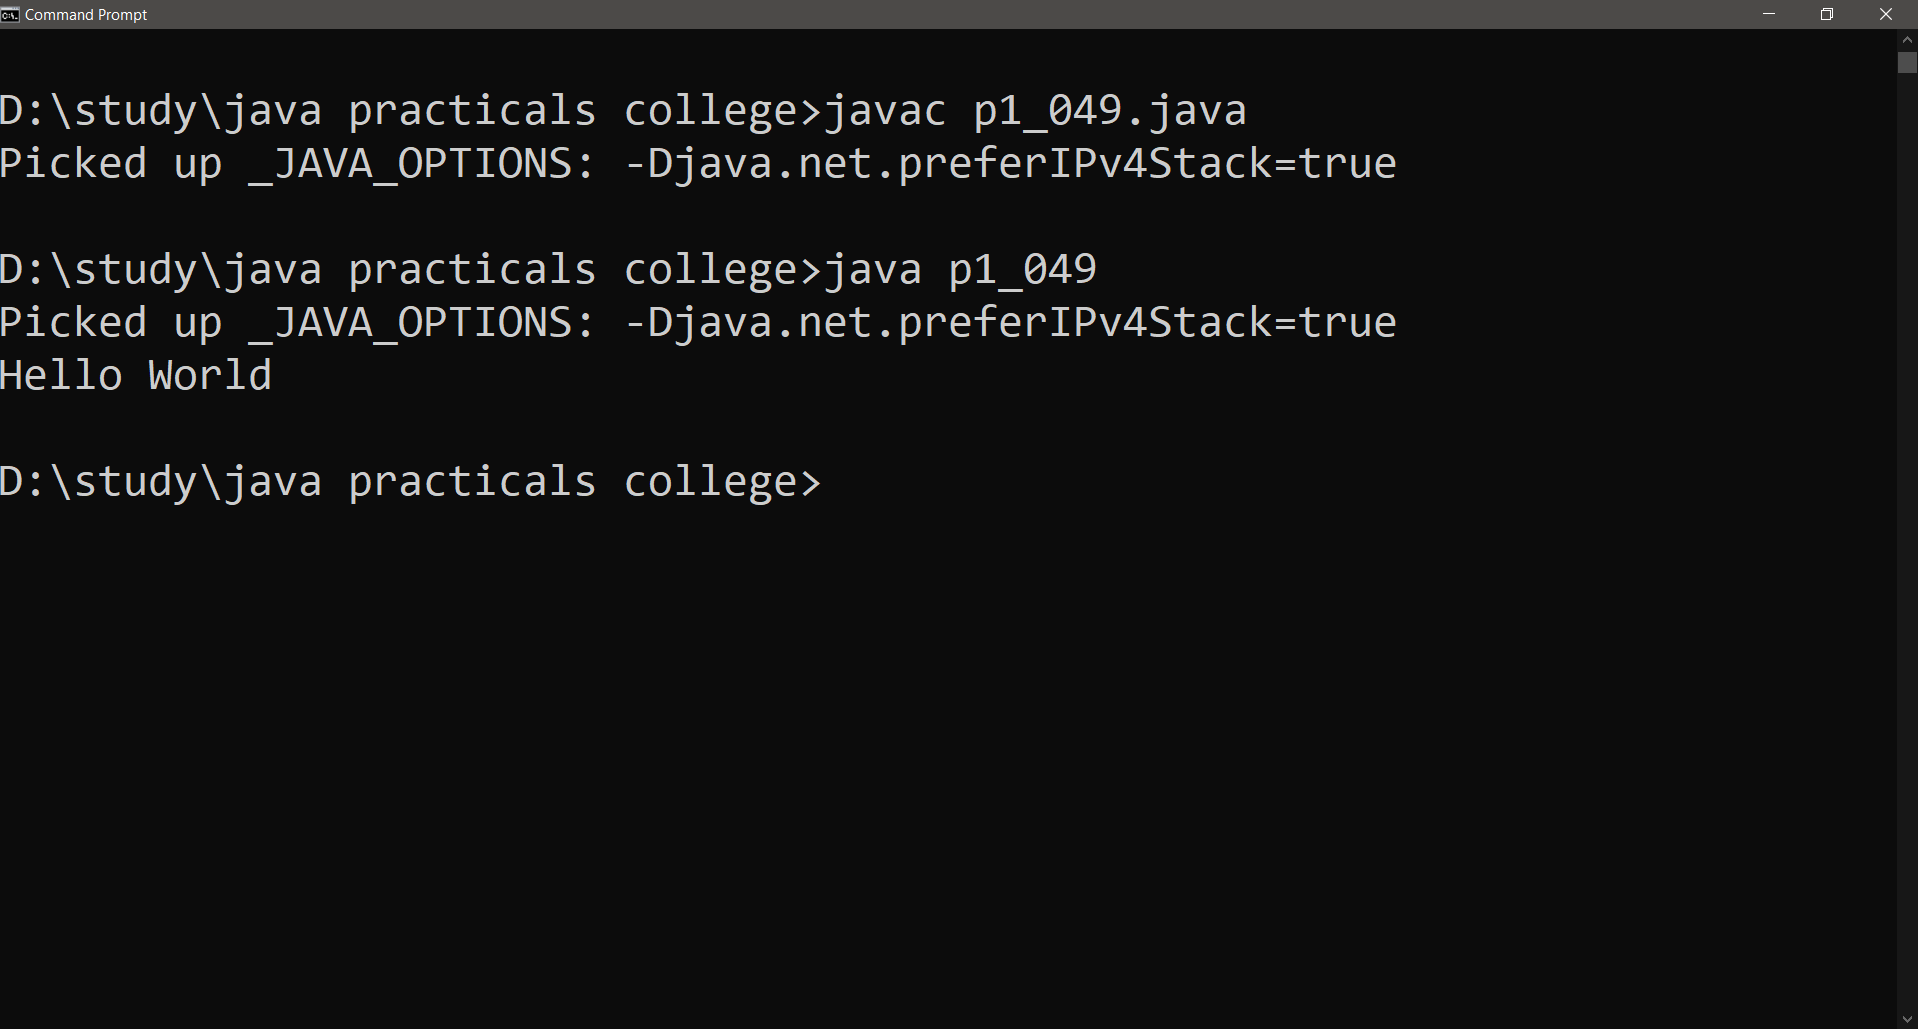 Command Prompt
D:\study\java practicals college>javac p1_049.java
Picked up _JAVA_OPTIONS: -Djava.net.preferIPv4Stack=true
D:\study\java practicals college>java p1_049
Picked up _JAVA_OPTIONS: -Djava.net.preferIPv4Stack=true
Hello World
D:\study\java practicals college>